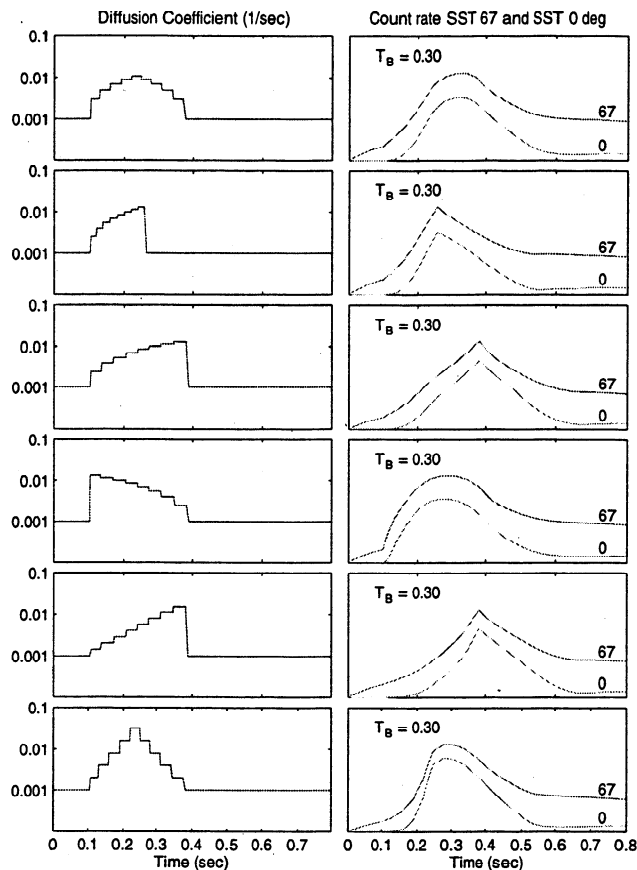 Diffusion Coefficient (1/sec)
Count rate SST 67 and SST 0 deg
0.1
0.01
0.001
T_B = 0.30
67
0
0.1
0.01
0.001
T_B = 0.30
67
0
0.1
0.01
0.001
T_B = 0.30
67
0
0.1
0.01
0.001
T_B = 0.30
67
0
0.1
0.01
0.001
T_B = 0.30
67
0
0.1
0.01
0.001
T_B = 0.30
67
0
0 0.1 0.2 0.3 0.4 0.5 0.6 0.7
0 0.1 0.2 0.3 0.4 0.5 0.6 0.7 0.8
Time (sec)
Time (sec)